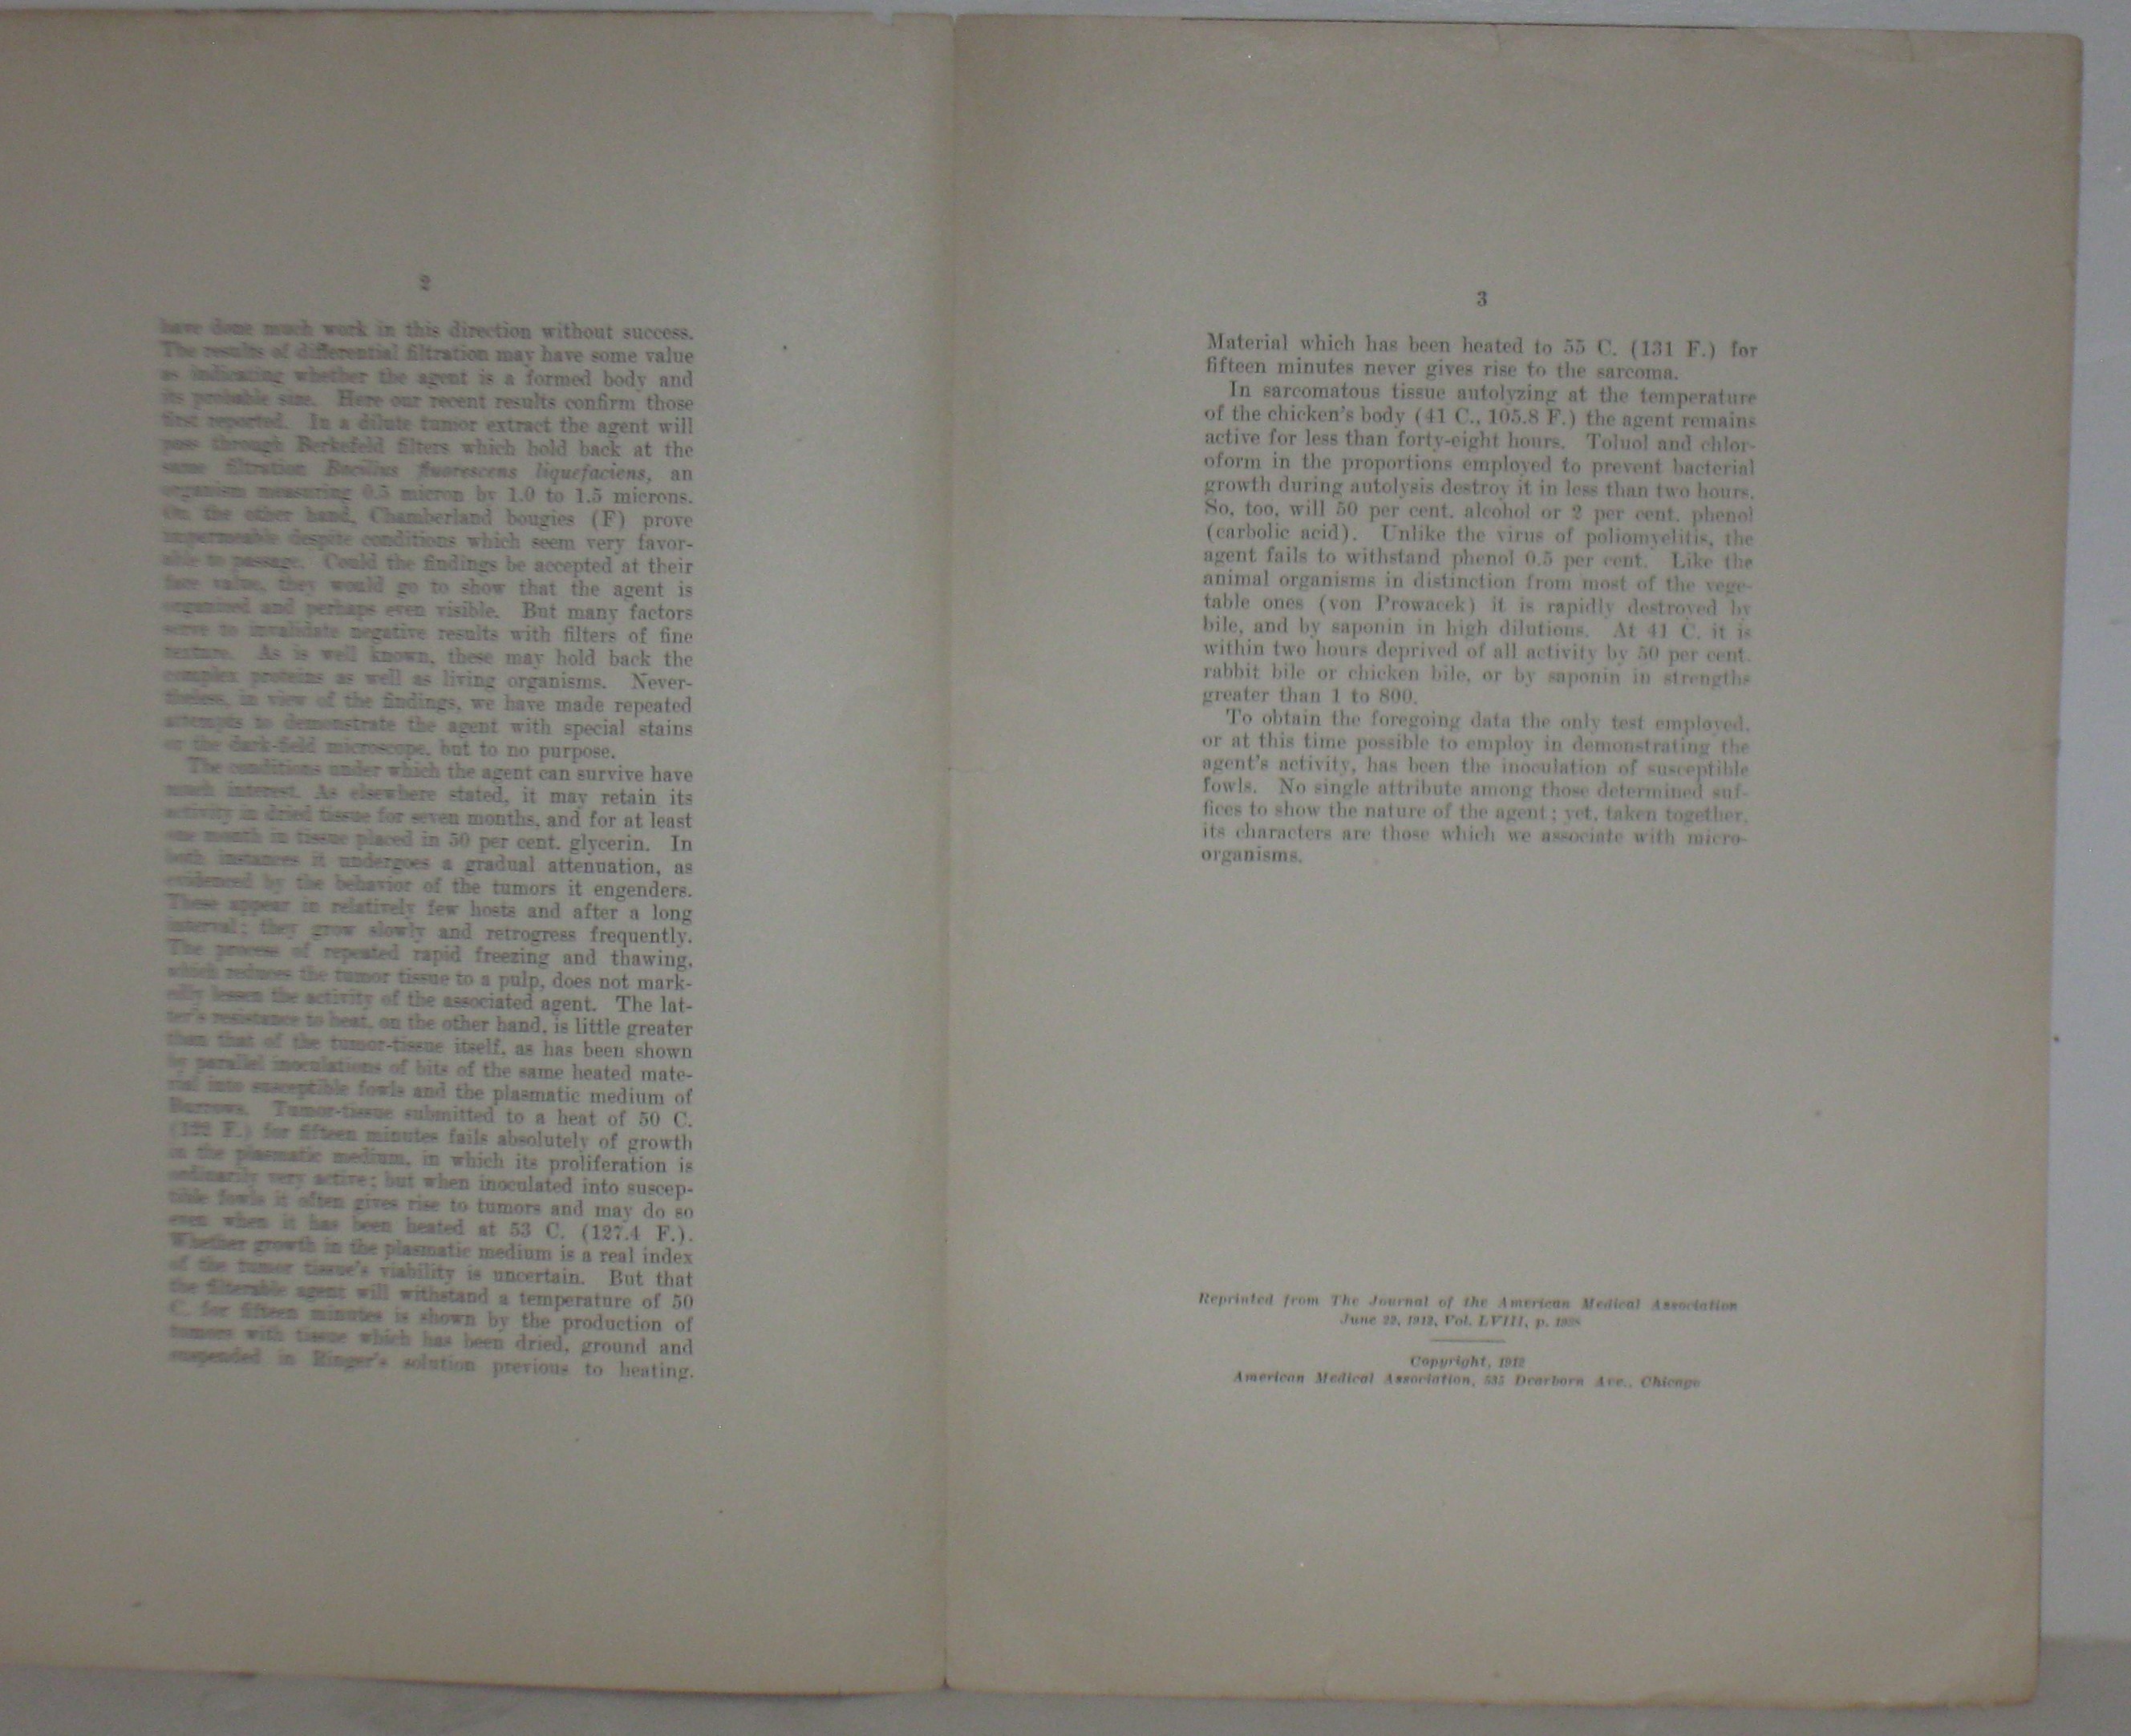 2
have done much work in this direction without success.
The results of differential filtration may have some value
as indicating whether the agent is a formed body and
its probable size. Here our recent results confirm those
first reported. In a dilute tumor extract the agent will
pass through Berkefeld filters which hold back at the
same filtration Bacillus fluorescens liquefaciens, an
organism measuring 0.5 micron by 1.0 to 1.5 microns.
On the other hand, Chamberland bougies (F) prove
impermeable despite conditions which seem very favor-
able to passage. Could the findings be accepted at their
face value, they would go to show that the agent is
organized and perhaps even visible. But many factors
serve to invalidate negative results with filters of fine
texture. As is well known, these may hold back the
complex proteins as well as living organisms. Never-
theless, in view of the findings, we have made repeated
attempts to demonstrate the agent with special stains
or the dark-field microscope, but to no purpose.
The conditions under which the agent can survive have
much interest. As elsewhere stated, it may retain its
activity in dried tissue for seven months, and for at least
one month in tissue placed in 50 per cent. glycerin. In
both instances it undergoes a gradual attenuation, as
evidenced by the behavior of the tumors it engenders.
These appear in relatively few hosts and after a long
interval; they grow slowly and retrogress frequently.
The process of repeated rapid freezing and thawing,
which reduces the tumor tissue to a pulp, does not mark-
edly lessen the activity of the associated agent. The lat-
ter's resistance to heat, on the other hand, is little greater
than that of the tumor-tissue itself, as has been shown
by parallel inoculations of bits of the same heated mate-
rial into susceptible fowls and the plasmatic medium of
Burrows. Tumor-tissue submitted to a heat of 50 C.
(122 F.) for fifteen minutes fails absolutely of growth
in the plasmatic medium, in which its proliferation is
ordinarily very active; but when inoculated into suscep-
tible fowls it often gives rise to tumors and may do so
even when it has been heated at 53 C. (127.4 F.).
Whether growth in the plasmatic medium is a real index
of the tumor tissue's viability is uncertain. But that
the filterable agent will withstand a temperature of 50
C. for fifteen minutes is shown by the production of
tumors with tissue which has been dried, ground and
suspended in Ringer's solution previous to heating.
3
Material which has been heated to 55 C. (131 F.) for
fifteen minutes never gives rise to the sarcoma.
In sarcomatous tissue autolyzing at the temperature
of the chicken's body (41 C., 105.8 F.) the agent remains
active for less than forty-eight hours. Toluol and chlor-
oform in the proportions employed to prevent bacterial
growth during autolysis destroy it in less than two hours.
So, too, will 50 per cent. alcohol or 2 per cent. phenol
(carbolic acid). Unlike the virus of poliomyelitis, the
agent fails to withstand phenol 0.5 per cent. Like the
animal organisms in distinction from most of the vege-
table ones (von Prowacek) it is rapidly destroyed by
bile, and by saponin in high dilutions. At 41 C. it is
within two hours deprived of all activity by 50 per cent.
rabbit bile or chicken bile, or by saponin in strengths
greater than 1 to 800.
To obtain the foregoing data the only test employed,
or at this time possible to employ in demonstrating the
agent's activity, has been the inoculation of susceptible
fowls. No single attribute among those determined suf-
fices to show the nature of the agent; yet, taken together,
its characters are those which we associate with micro-
organisms.
Reprinted from The Journal of the American Medical Association
June 22, 1912, Vol. LVIII, p.
Copyright, 1912
American Medical Association, 535 Dearborn Ave., Chicago